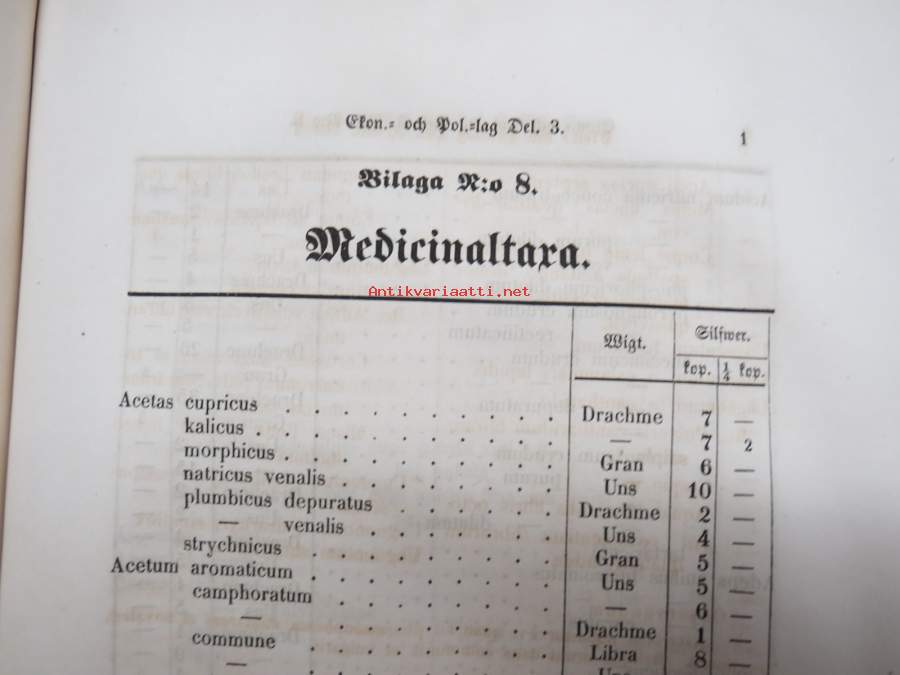 Ekon.- och Pol.-lag Del. 3.
1
Bilaga N:o 8.
Medicinaltaxa.
Antikvariaatti.net
Wigt. Silfwer.
kop. ¼ kop.
Acetas cupricus . . . . . . . . Drachme 7 —
kalicus . . . . . . . . — 7 2
morphicus . . . . . . . . Gran 6 —
natricus venalis . . . . . . . Uns 10 —
plumbicus depuratus . . . . . Drachme 2 —
— venalis . . . . . . Uns 4 —
strychnicus . . . . . . . Gran 5 —
Acetum aromaticum . . . . . . . Uns 5 —
camphoratum . . . . . . — 6 —
— . . . . . . Drachme 1 —
commune . . . . . . . Libra 8 —
— . . . . . . . Uns